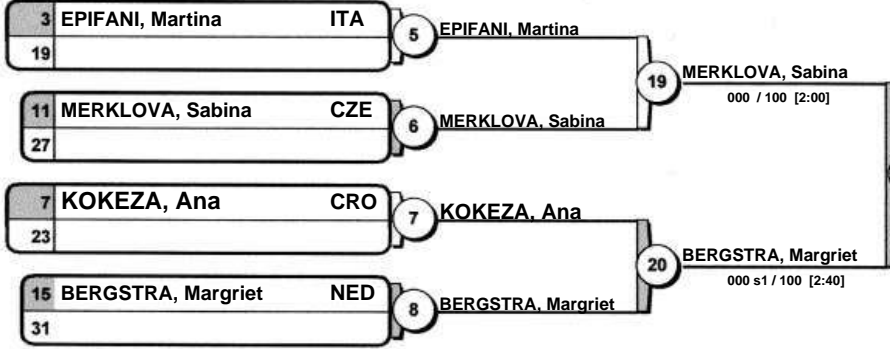 3 EPIFANI, Martina ITA
19
5
EPIFANI, Martina
11 MERKLOVA, Sabina CZE
27
6
MERKLOVA, Sabina
19
MERKLOVA, Sabina
000 / 100 [2:00]
7 KOKEZA, Ana CRO
23
7
KOKEZA, Ana
15 BERGSTRA, Margriet NED
31
8
BERGSTRA, Margriet
20
BERGSTRA, Margriet
000 s1 / 100 [2:40]